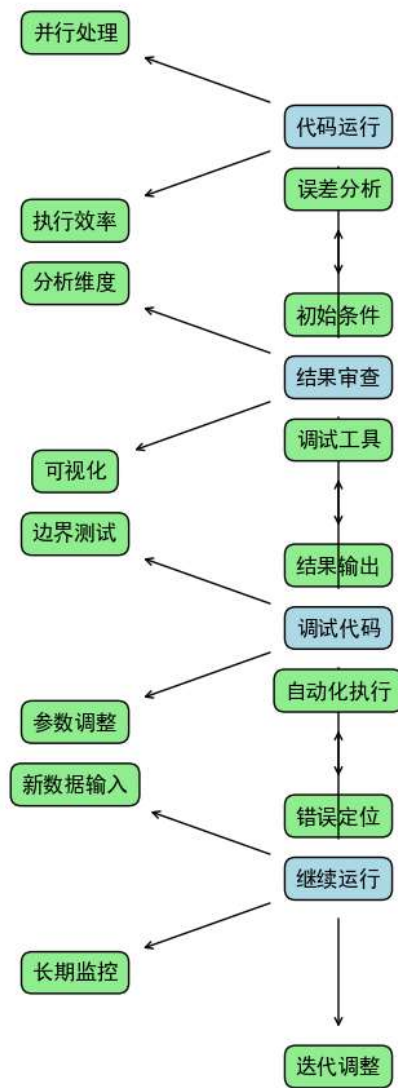 并行处理
代码运行
误差分析
执行效率
分析维度
初始条件
结果审查
调试工具
可视化
边界测试
结果输出
调试代码
自动化执行
参数调整
新数据输入
错误定位
继续运行
长期监控
迭代调整